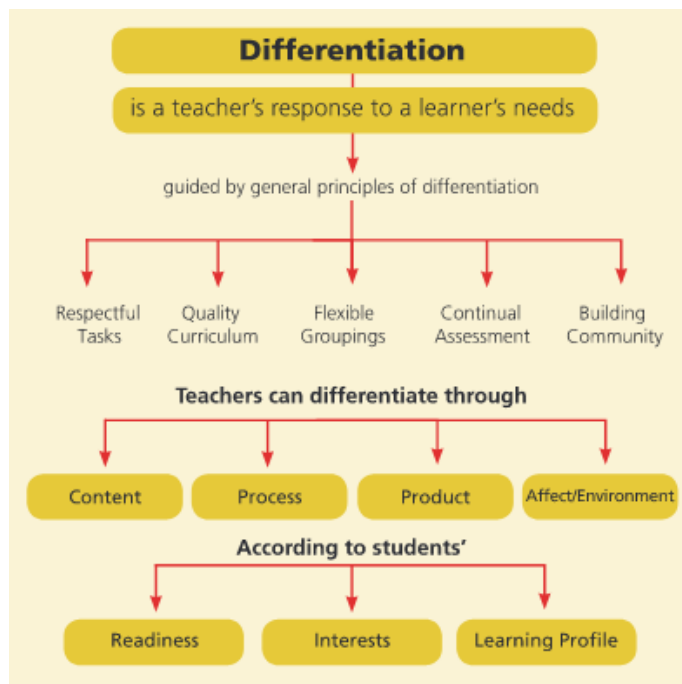 Differentiation
is a teacher's response to a learner's needs
guided by general principles of differentiation
Respectful
Tasks
Quality
Curriculum
Flexible
Groupings
Continual
Assessment
Building
Community
Teachers can differentiate through
Content
Process
Product
Affect/Environment
According to students'
Readiness
Interests
Learning Profile